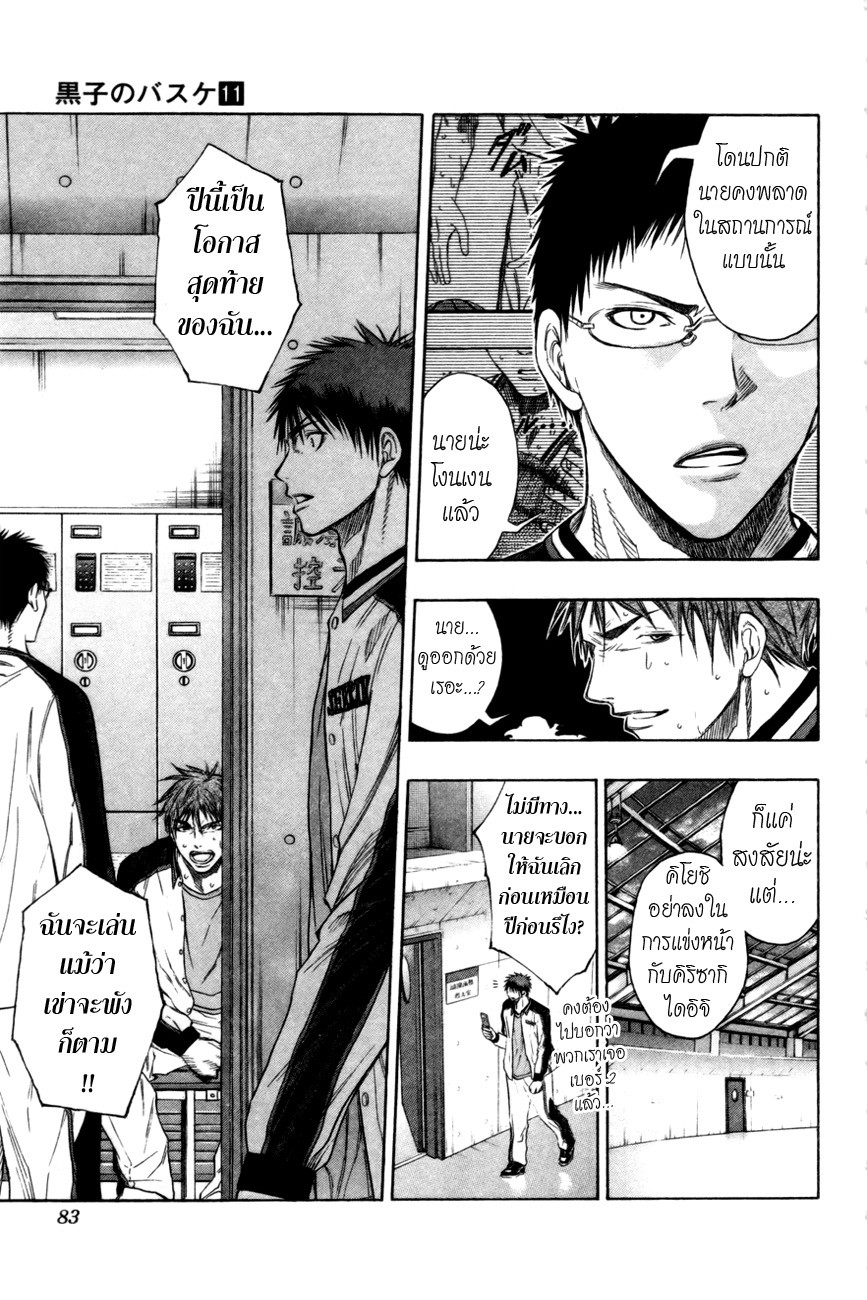 黒子のバスケ 11
โดนปกติ
นายคงพลาด
ในสถานการณ์
แบบนั้น
นายน่ะ
โงนเงน
แล้ว
นาย...
ดูออกด้วย
เรอะ...?
ก็แค่
สงสัยน่ะ
แต่...
คิโยชิ
อย่าลงใน
การแข่งหน้า
กับคิริซากิ
ไดอิจิ
ไม่มีทาง...
นายจะบอก
ให้ฉันเลิก
ก่อนเหมือน
ปีก่อนรึไง?
คงต้อง
ไปบอกว่า
พวกเราเจอ
เบอร์ 2
แล้ว...
ปีนี้เป็น
โอกาส
สุดท้าย
ของฉัน...
控
ฉันจะเล่น
แม้ว่า
เข่าจะพัง
ก็ตาม
!!
83